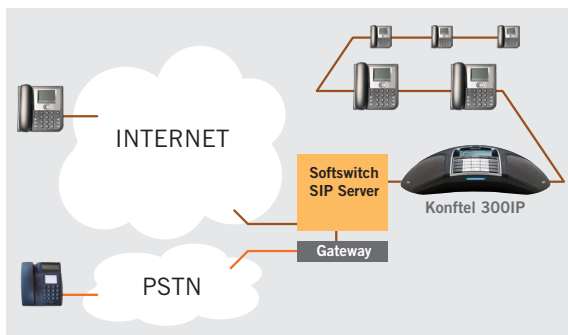 INTERNET
Softswitch
SIP Server
Konftel 300IP
Gateway
PSTN